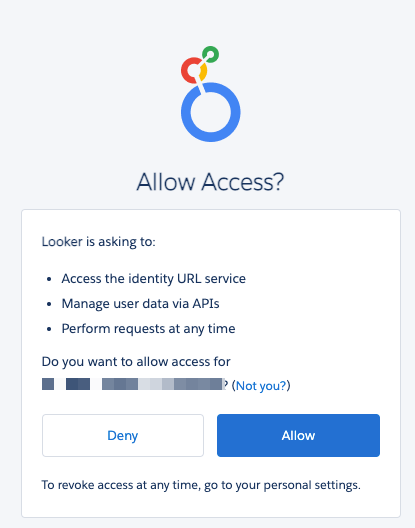 Allow Access?
Looker is asking to:
• Access the identity URL service
• Manage user data via APIs
• Perform requests at any time
Do you want to allow access for
? (Not you?)
Deny
Allow
To revoke access at any time, go to your personal settings.